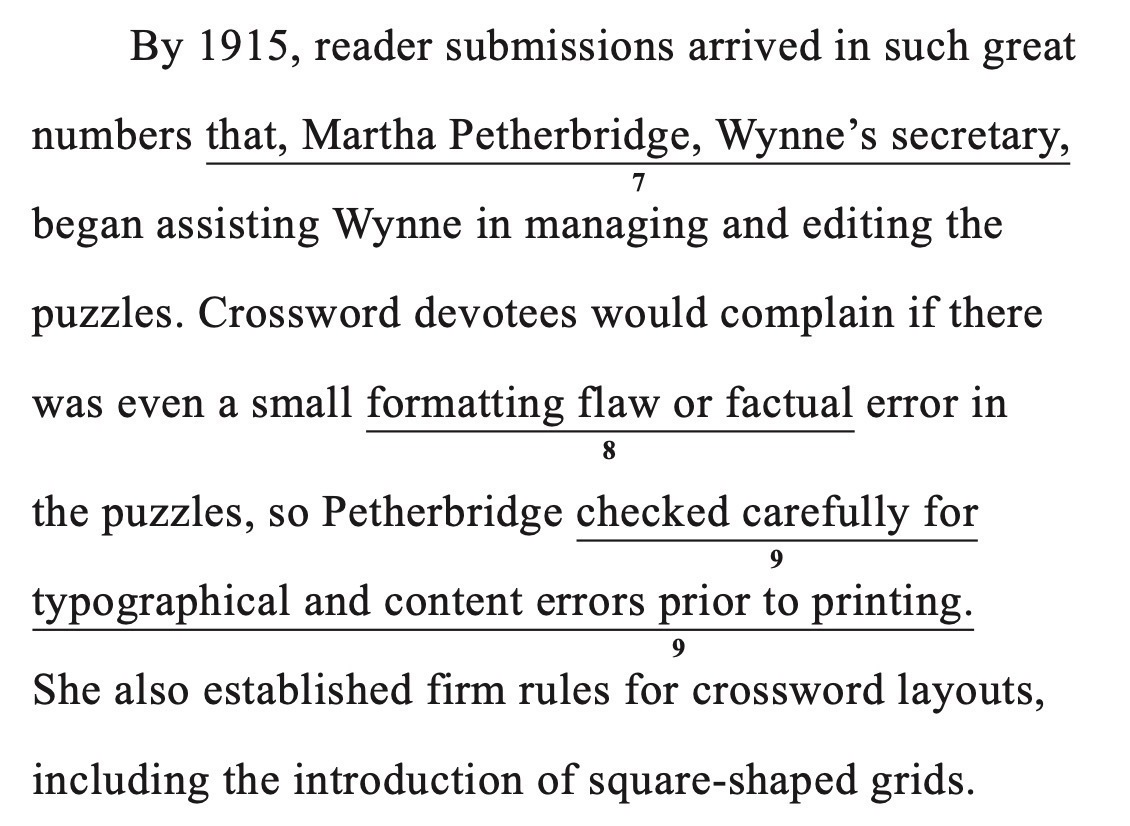 By 1915, reader submissions arrived in such great
numbers that, Martha Petherbridge, Wynne’s secretary,
7
began assisting Wynne in managing and editing the
puzzles. Crossword devotees would complain if there
was even a small formatting flaw or factual error in
8
the puzzles, so Petherbridge checked carefully for
9
typographical and content errors prior to printing.
9
She also established firm rules for crossword layouts,
including the introduction of square-shaped grids.